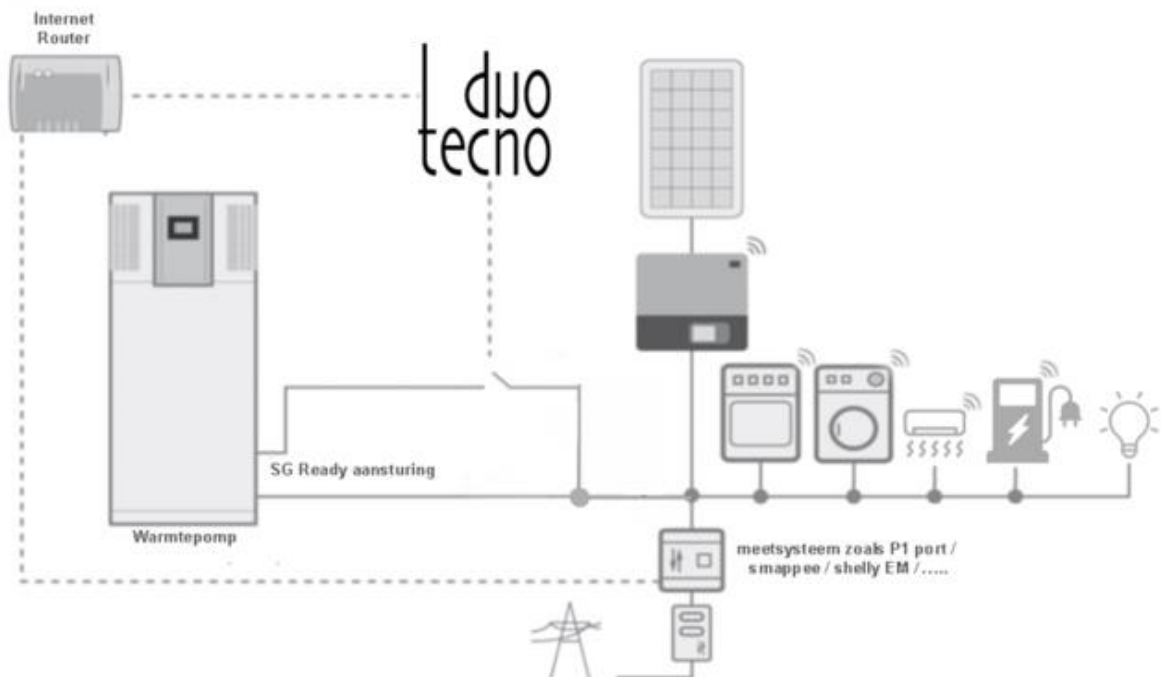 Internet
Router
duo
tecno
SG Ready aansturing
Warmtepomp
meetsysteem zoals P1 port /
smappee / shelly EM / .....